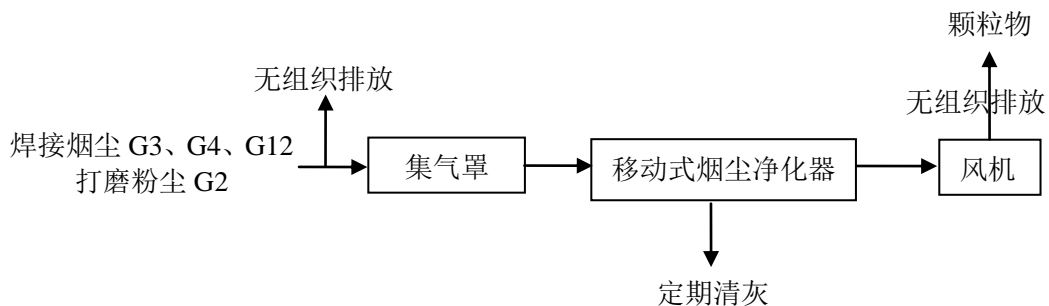 颗粒物
无组织排放
无组织排放
焊接烟尘 G3、G4、G12
打磨粉尘 G2
集气罩
移动式烟尘净化器
风机
定期清灰